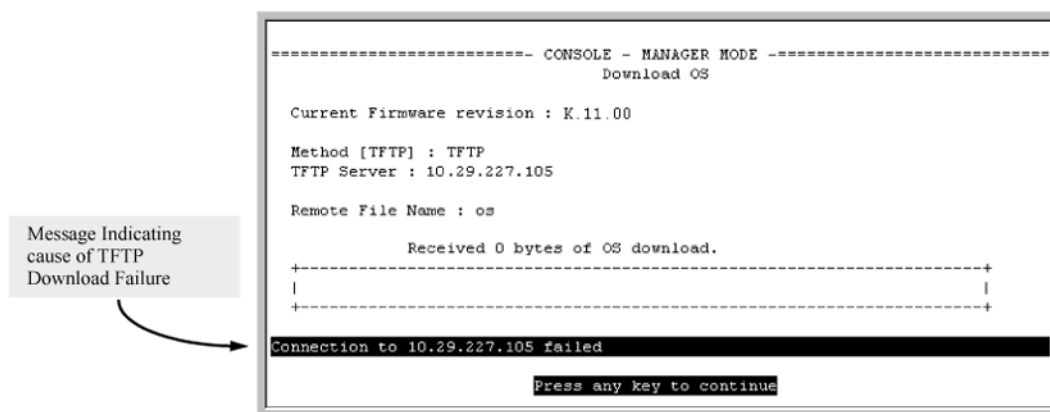 ===========================- CONSOLE - MANAGER MODE -============================
Download OS
Current Firmware revision : K.11.00
Method [TFTP] : TFTP
TFTP Server : 10.29.227.105
Remote File Name : os
Received 0 bytes of OS download.
+-----------------------------------------------------------------------+
| |
+-----------------------------------------------------------------------+
Message Indicating
cause of TFTP
Download Failure
Connection to 10.29.227.105 failed
Press any key to continue